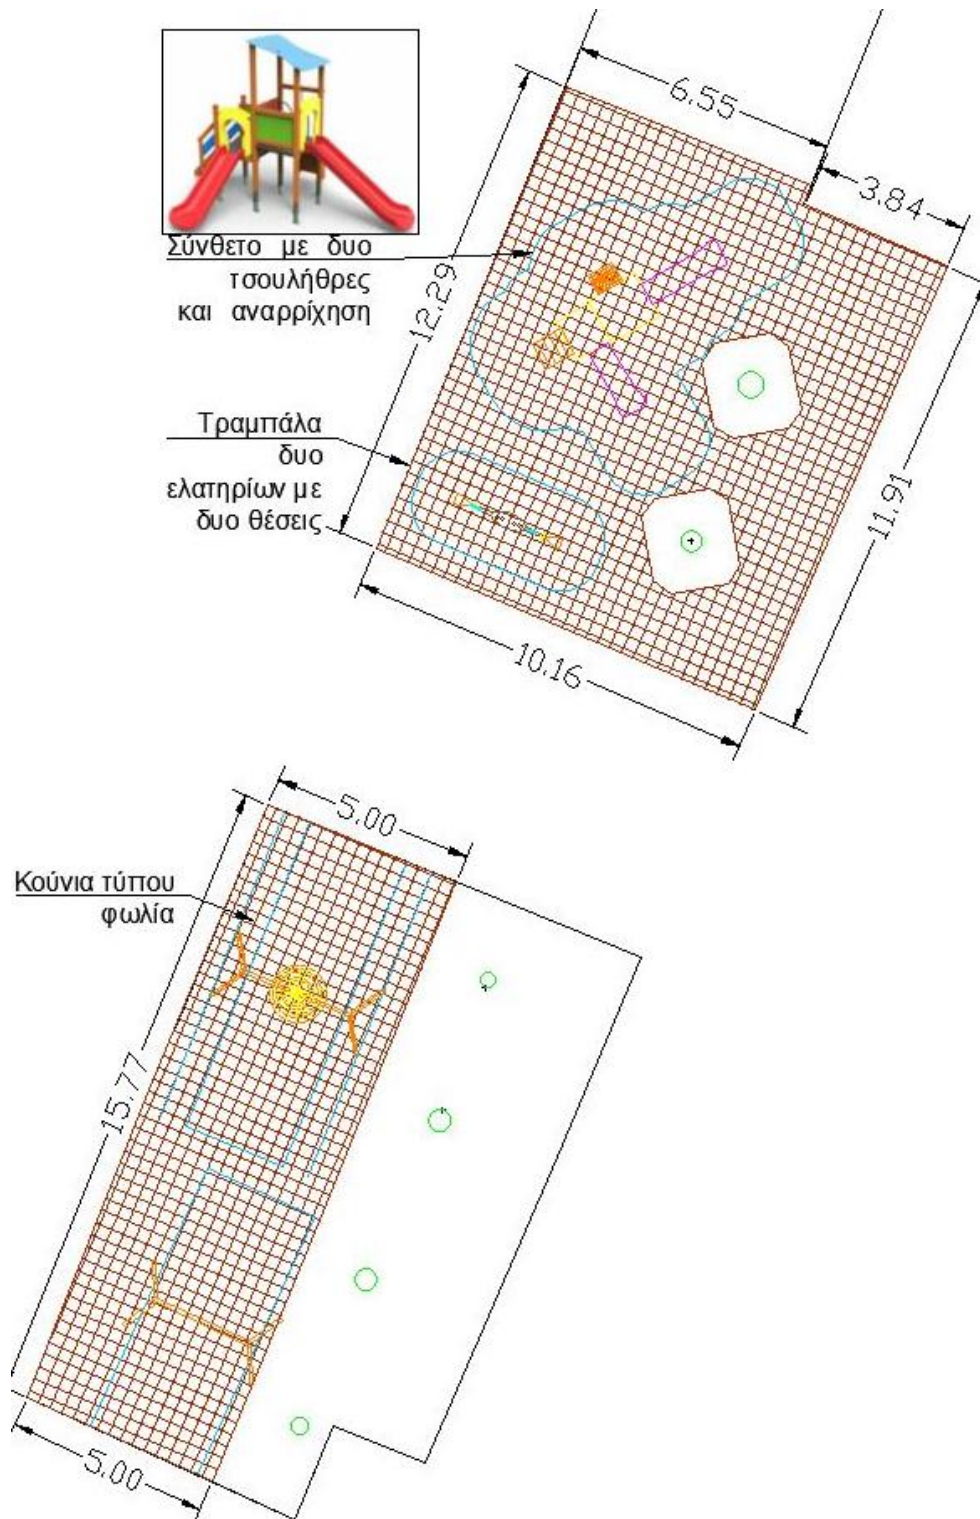 6.55
3.84
Σύνθετο με δυο
τσουλήθρες
και αναρρίχηση
12.29
Τραμπάλα
δυο
ελατηρίων με
δυο θέσεις
11.91
10.16
5.00
Κούνια τύπου
φωλία
15.77
5.00